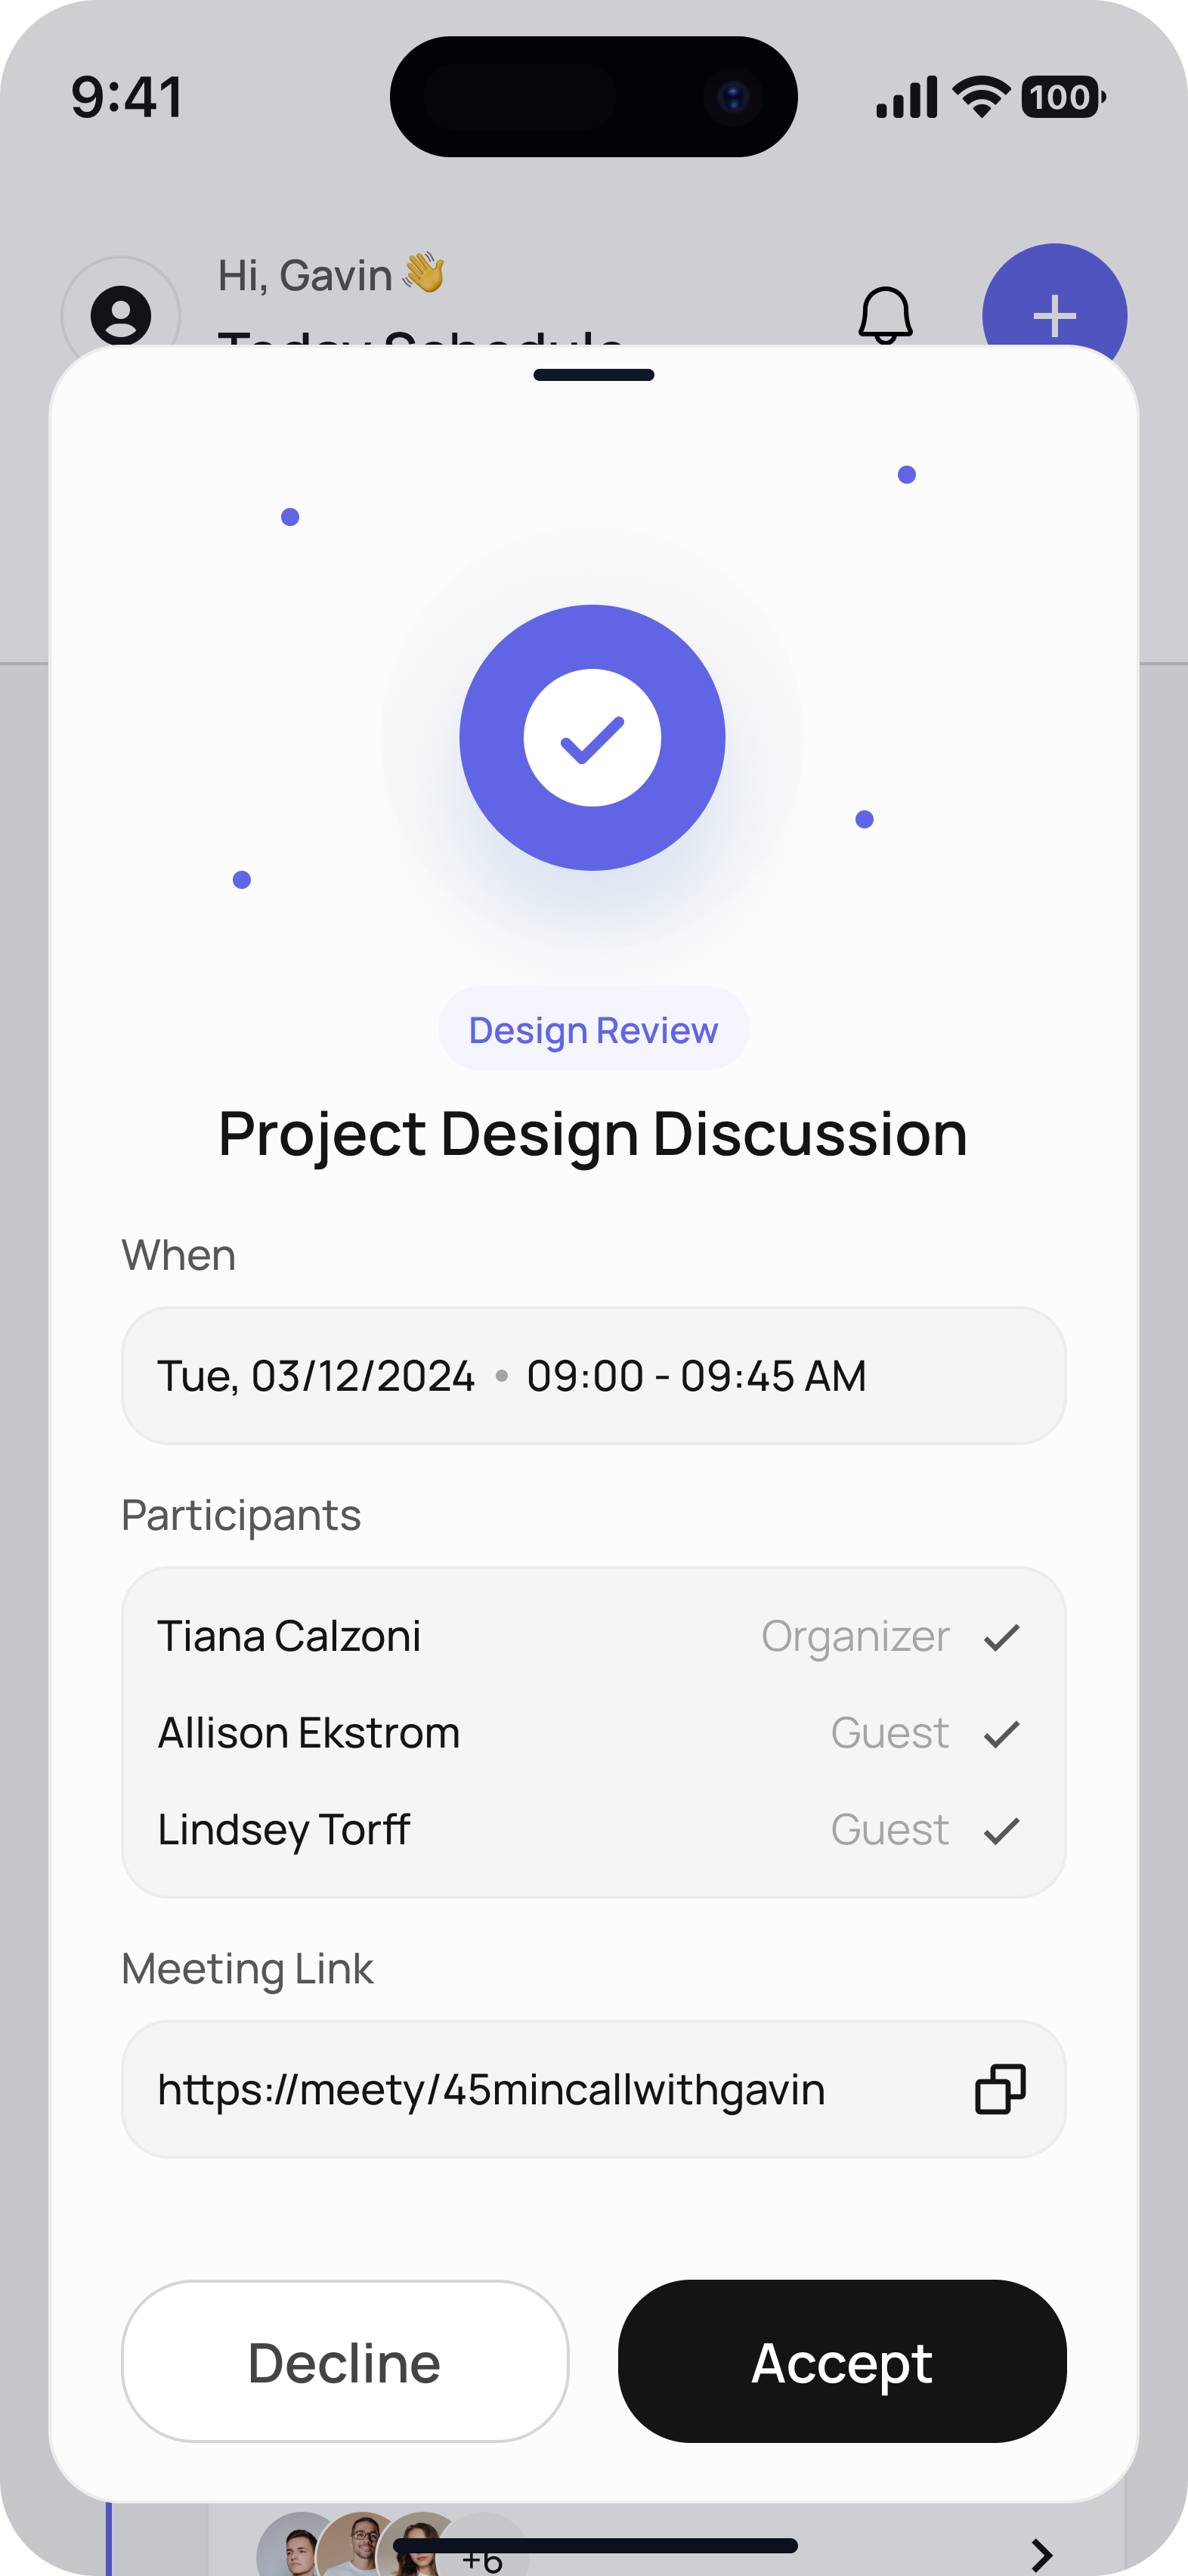 9:41
100
Hi, Gavin 👋
Today Schedule
Design Review
Project Design Discussion
When
Tue, 03/12/2024 • 09:00 - 09:45 AM
Participants
Tiana Calzoni Organizer
Allison Ekstrom Guest
Lindsey Torff Guest
Meeting Link
https://meety/45mincallwithgavin
Decline Accept
+6